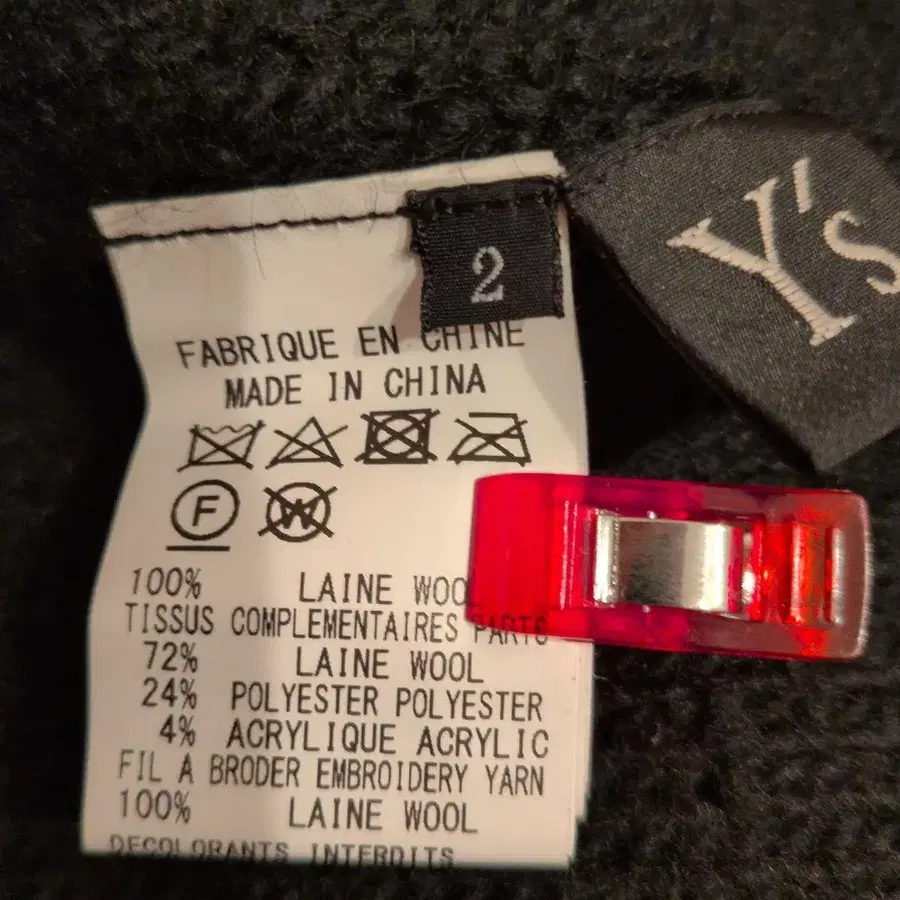 Y's
2
FABRIQUE EN CHINE
MADE IN CHINA
F
W
100% LAINE WOO
TISSUS COMPLEMENTAIRES PARTS
72% LAINE WOOL
24% POLYESTER POLYESTER
4% ACRYLIQUE ACRYLIC
FIL A BRODER EMBROIDERY YARN
100% LAINE WOOL
DECOLORANTS INTERDITS